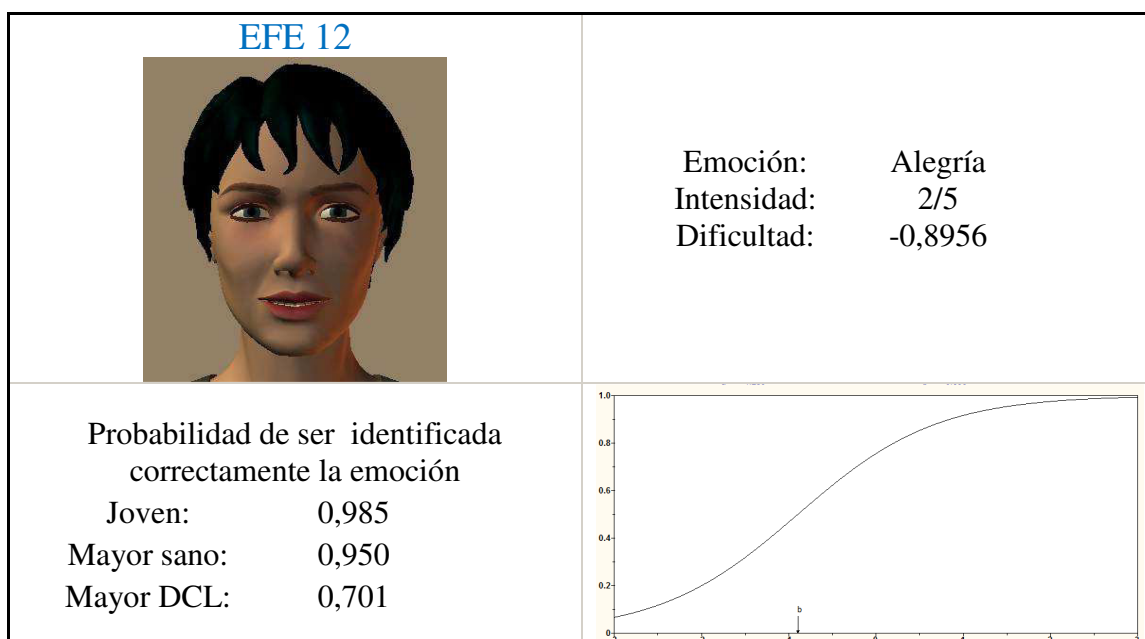 EFE 12
Emoción: Alegría
Intensidad: 2/5
Dificultad: -0,8956
Probabilidad de ser identificada
correctamente la emoción
Joven: 0,985
Mayor sano: 0,950
Mayor DCL: 0,701
1.0
0.8
0.6
0.4
0.2
0
b